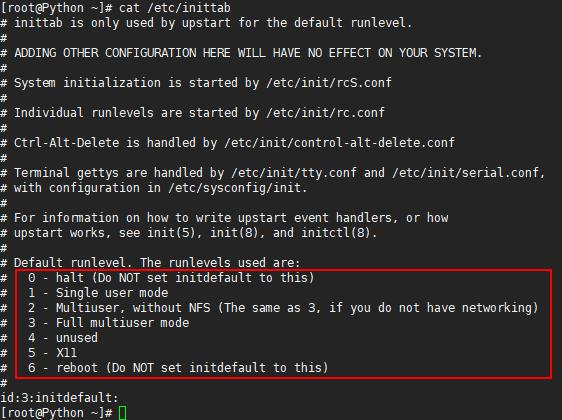 [root@Python ~]# cat /etc/inittab
# inittab is only used by upstart for the default runlevel.
#
# ADDING OTHER CONFIGURATION HERE WILL HAVE NO EFFECT ON YOUR SYSTEM.
#
# System initialization is started by /etc/init/rcS.conf
#
# Individual runlevels are started by /etc/init/rc.conf
#
# Ctrl-Alt-Delete is handled by /etc/init/control-alt-delete.conf
#
# Terminal gettys are handled by /etc/init/tty.conf and /etc/init/serial.conf,
# with configuration in /etc/sysconfig/init.
#
# For information on how to write upstart event handlers, or how
# upstart works, see init(5), init(8), and initctl(8).
#
# Default runlevel. The runlevels used are:
#   0 - halt (Do NOT set initdefault to this)
#   1 - Single user mode
#   2 - Multiuser, without NFS (The same as 3, if you do not have networking)
#   3 - Full multiuser mode
#   4 - unused
#   5 - X11
#   6 - reboot (Do NOT set initdefault to this)
#
id:3:initdefault:
[root@Python ~]#